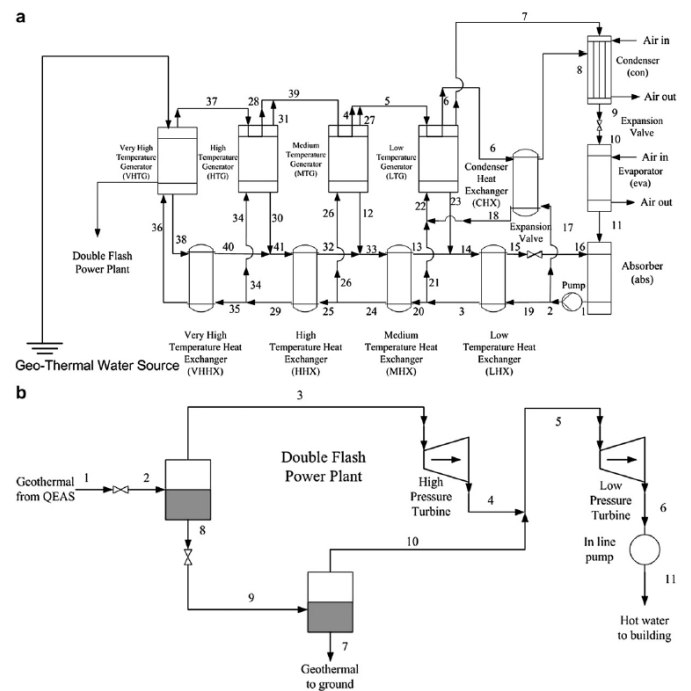 a
7
37
28
39
31
5
4
27
6
8
Air in
Condenser
(con)
Air out
9
Expansion
Valve
10
Air in
Evaporator
(eva)
Air out
11
Very High
Temperature
Generator
(VHTG)
High
Temperature
Generator
(HTG)
Medium
Temperature
Generator
(MTG)
Low
Temperature
Generator
(LTG)
6
Condenser
Heat
Exchanger
(CHX)
36
38
34
30
26
12
22
23
18
17
Expansion
Valve
Double Flash
Power Plant
40
41
32
33
13
14
15
16
Absorber
(abs)
Pump
34
26
21
35
29
25
24
20
3
19
2
1
Geo-Thermal Water Source
Very High
Temperature Heat
Exchanger
(VHHX)
High
Temperature Heat
Exchanger
(HHX)
Medium
Temperature Heat
Exchanger
(MHX)
Low
Temperature Heat
Exchanger
(LHX)
b
3
Double Flash
Power Plant
5
Geothermal
from QEAS
1
2
High
Pressure
Turbine
4
Low
Pressure
Turbine
6
8
10
In line
pump
9
11
7
Hot water
to building
Geothermal
to ground